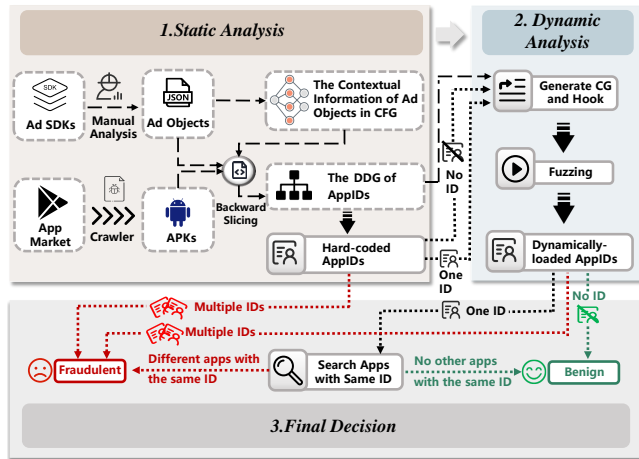 1.Static Analysis
2. Dynamic
Analysis
SDK
Ad SDKs
Manual
Analysis
JSON
Ad Objects
The Contextual
Information of Ad
Objects in CFG
Generate CG
and Hook
Backward
Slicing
The DDG of
AppIDs
No
ID
Fuzzing
App
Market
Crawler
APKs
Hard-coded
AppIDs
One
ID
Dynamically-
loaded AppIDs
Multiple IDs
One ID
No ID
Multiple IDs
Fraudulent
Different apps with
the same ID
Search Apps
with Same ID
No other apps
with the same ID
Benign
3.Final Decision